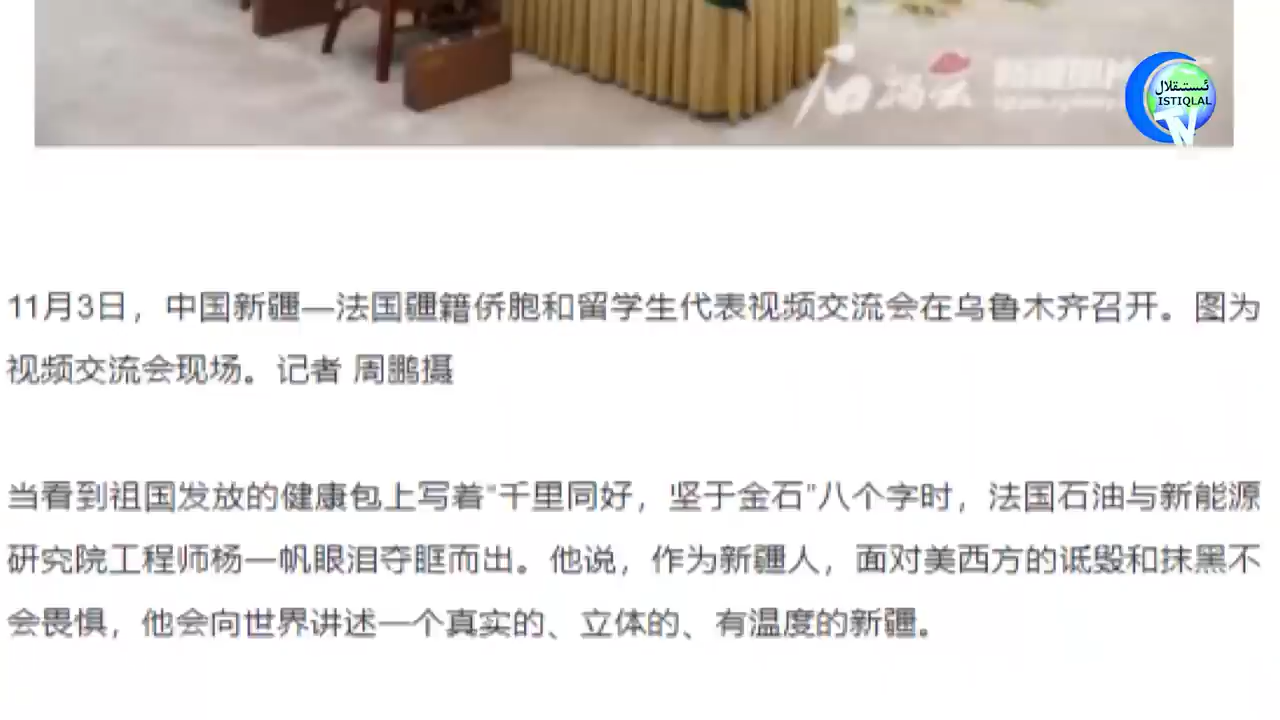 ئىستىقلال
ISTIQLAL
TV
11月3日，中国新疆—法国疆籍侨胞和留学生代表视频交流会在乌鲁木齐召开。图为
视频交流会现场。记者 周鹏摄
当看到祖国发放的健康包上写着“千里同好，坚于金石”八个字时，法国石油与新能源
研究院工程师杨一帆眼泪夺眶而出。他说，作为新疆人，面对美西方的诋毁和抹黑不
会畏惧，他会向世界讲述一个真实的、立体的、有温度的新疆。